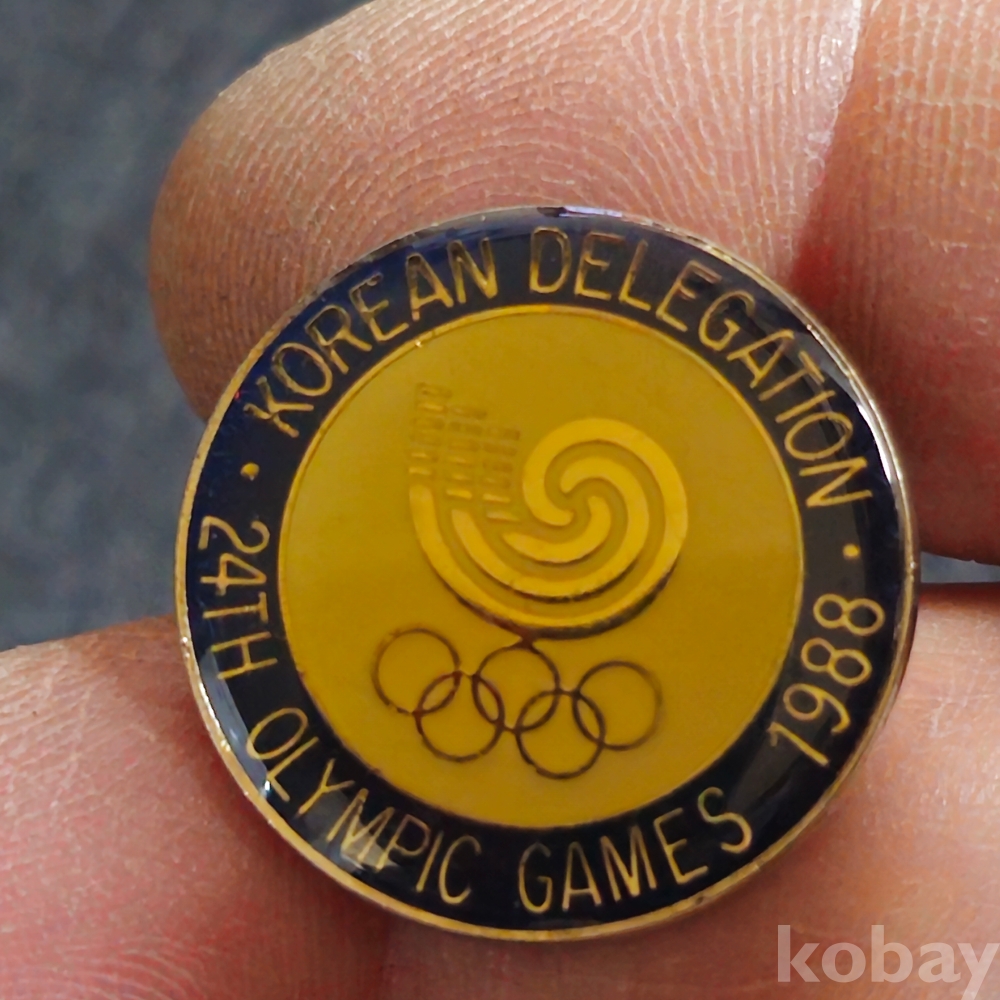 KOREAN DELEGATION
24TH OLYMPIC GAMES 1988
kobay